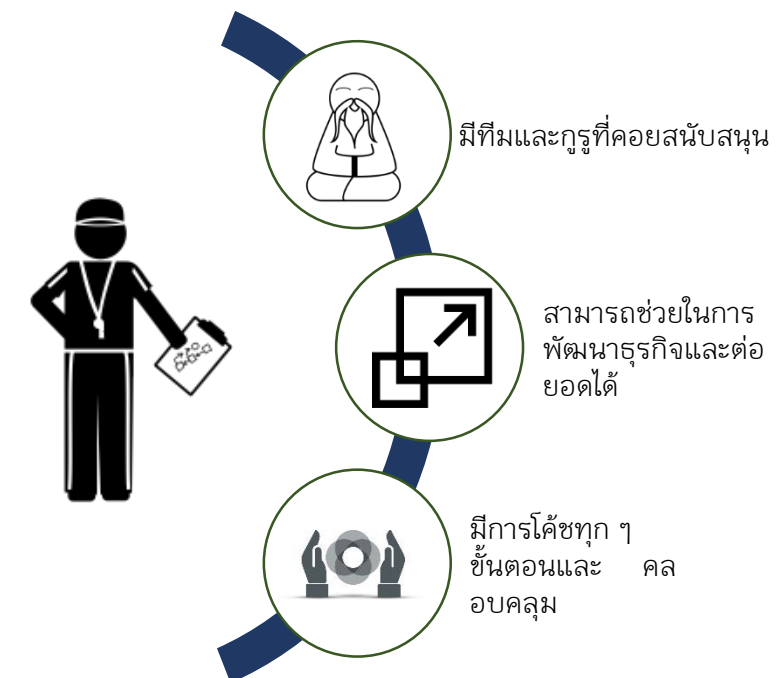 มีทีมและกูรูที่คอยสนับสนุน
สามารถช่วยในการ
พัฒนาธุรกิจและต่อ
ยอดได้
มีการโค้ชทุก ๆ
ขั้นตอนและ คล
อบคลุม